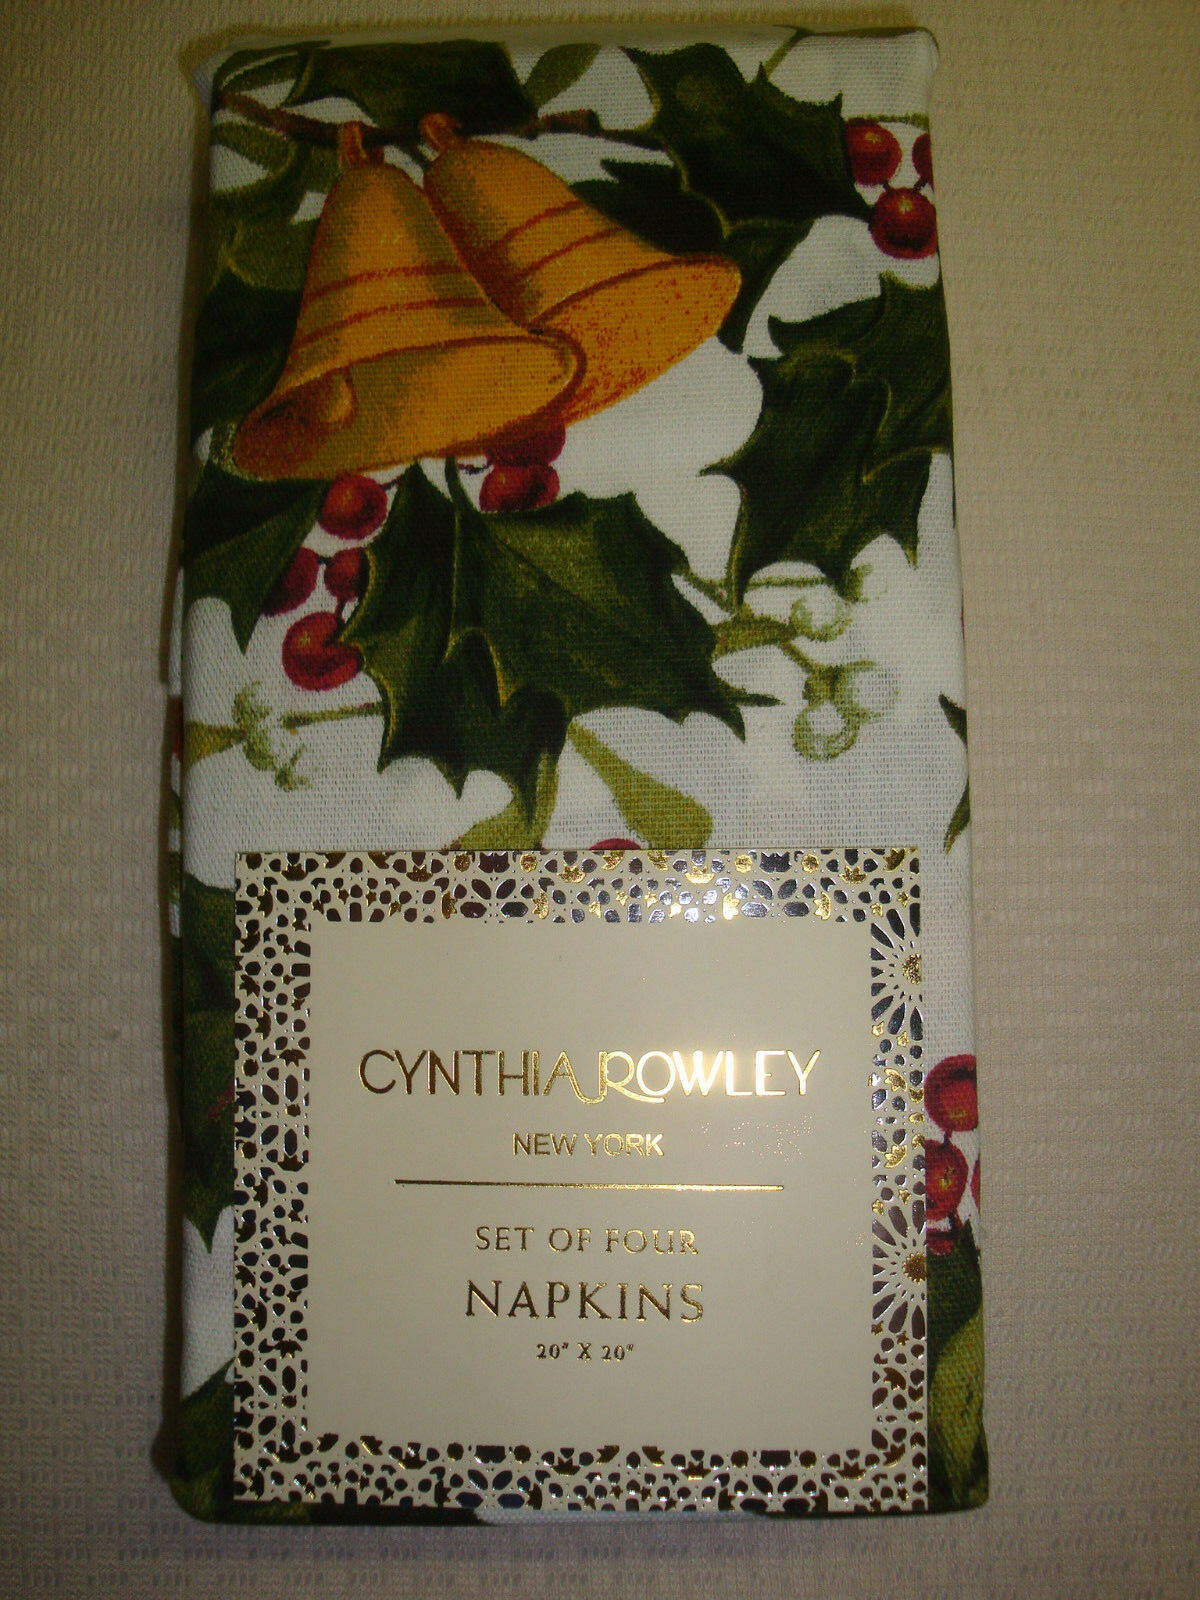 CYNTHIA ROWLEY
NEW YORK
SET OF FOUR
NAPKINS
20" X 20"